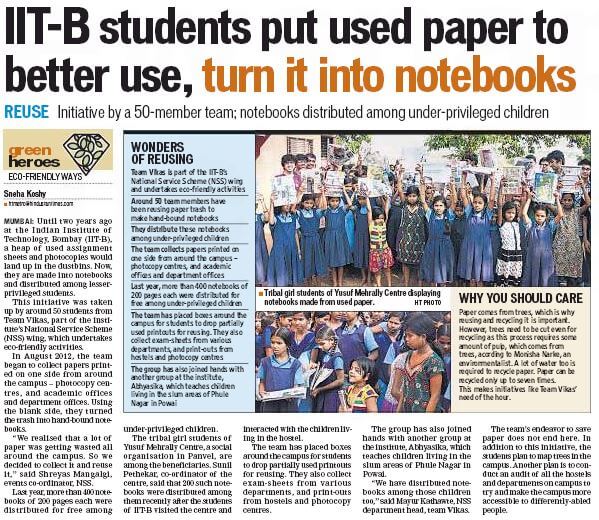 IIT-B students put used paper to
better use, turn it into notebooks
REUSE Initiative by a 50-member team; notebooks distributed among under-privileged children
green
heroes
ECO-FRIENDLY WAYS
Sneha Koshy
htmetro@hindustantimes.com
MUMBAI: Until two years ago
at the Indian Institute of
Technology, Bombay (IIT-B),
a heap of used assignment
sheets and photocopies would
land up in the dustbins. Now,
they are made into notebooks
and distributed among lesser-
privileged students.
This initiative was taken
up by around 50 students from
Team Vikas, part of the insti-
tute's National Service Scheme
(NSS) wing, which undertakes
eco-friendly activities.
In August 2012, the team
began to collect papers print-
ed on one side from around
the campus – photocopy cen-
tres, and academic offices
and department offices. Using
the blank side, they turned
the trash into hand-bound note-
books.
"We realised that a lot of
paper was getting wasted all
around the campus. So we
decided to collect it and reuse
it," said Shreyas Mangalgi,
events co-ordinator, NSS.
Last year, more than 400 note-
books of 200 pages each were
distributed for free among
WONDERS
OF REUSING
Team Vikas is part of the IIT-B's
National Service Scheme (NSS) wing
and undertakes eco-friendly activities
Around 50 team members have
been reusing paper trash to
make hand-bound notebooks
They distribute these notebooks
among under-privileged children
The team collects papers printed on
one side from around the campus –
photocopy centres, and academic
offices and department offices
Last year, more than 400 notebooks of
200 pages each were distributed for
free among under-privileged children
The team has placed boxes around the
campus for students to drop partially
used printouts for reusing. They also
collect exam-sheets from various
departments, and print-outs from
hostels and photocopy centres
The group has also joined hands with
another group at the institute,
Abhyasika, which teaches children
living in the slum areas of Phule
Nagar in Powai
Tribal girl students of Yusuf Mehrally Centre displaying
notebooks made from used paper. HT PHOTO
WHY YOU SHOULD CARE
Paper comes from trees, which is why
reusing and recycling it is important.
However, trees need to be cut even for
recycling as this process requires some
amount of pulp, which comes from
trees, acording to Monisha Narke, an
environmentalist. A lot of water too is
required to recycle paper. Paper can be
recycled only up to seven times.
This makes initiatives like Team Vikas'
need of the hour.
under-privileged children.
The tribal girl students of
Yusuf Mehrally Centre, a social
organisation in Panvel, are
among the beneficiaries. Sunil
Pethekar, co-ordinator of the
centre, said that 200 such note-
books were distributed among
them recently after the students
of IIT-B visited the centre and
interacted with the children liv-
ing in the hostel.
The team has placed boxes
around the campus for students
to drop partially used printouts
for reusing. They also collect
exam-sheets from various
departments, and print-outs
from hostels and photocopy
centres.
The group has also joined
hands with another group at
the institute, Abhyasika, which
teaches children living in the
slum areas of Phule Nagar in
Powai.
"We have distributed note-
books among those children
too," said Mayur Kathawe, NSS
department head, team Vikas.
The team's endeavor to save
paper does not end here. In
addition to this initiative, the
students plan to map trees in the
campus. Another plan is to con-
duct an audit of all the hostels
and departments on campus to
try and make the campus more
accessible to differently-abled
people.